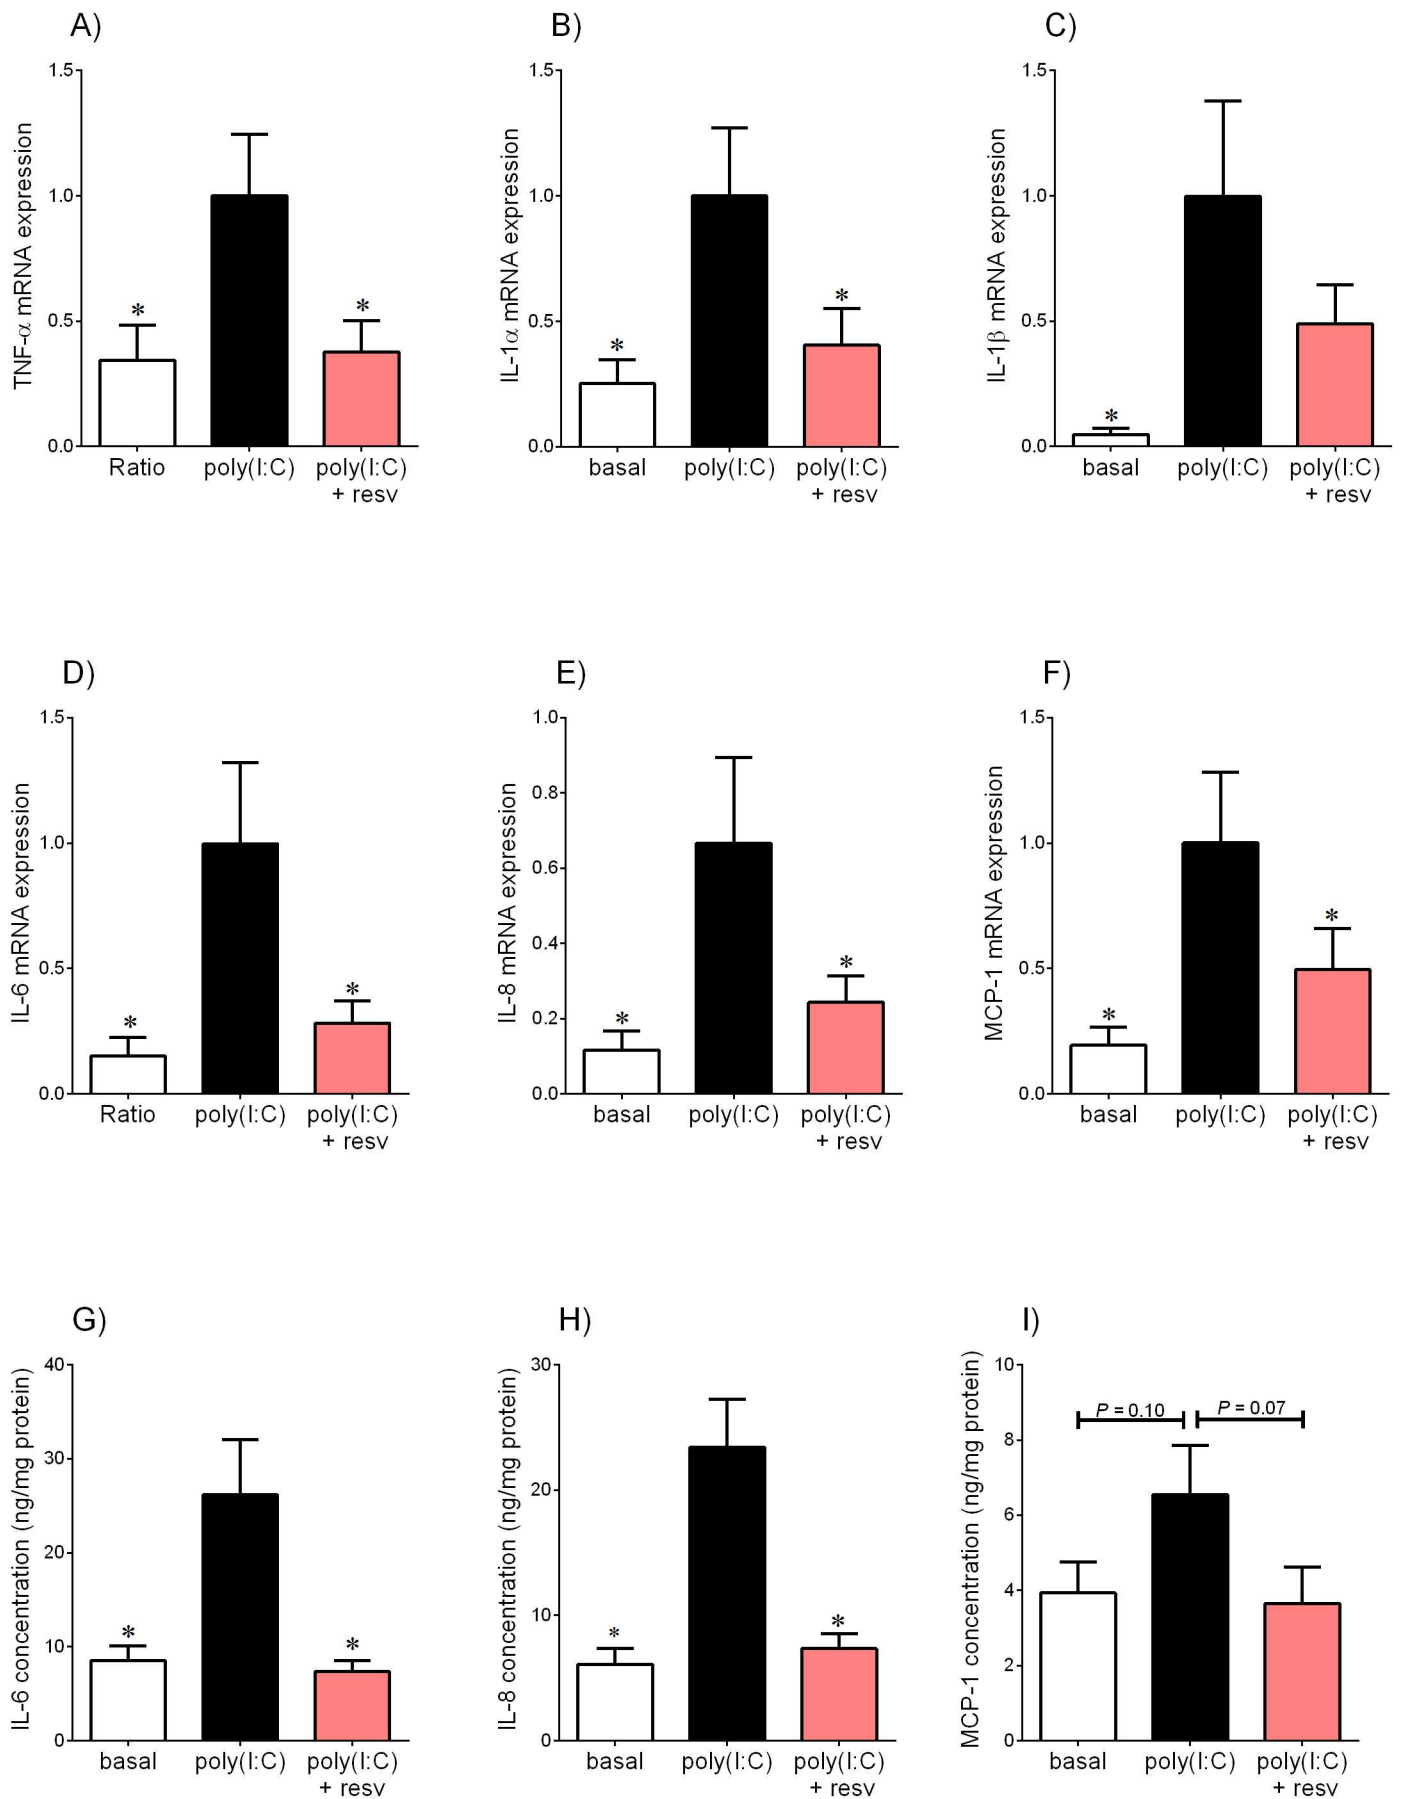 A)
TNF-α mRNA expression
1.5
1.0
0.5
0.0
*
*
Ratio
poly(I:C)
poly(I:C)
+ resv
B)
IL-1α mRNA expression
1.5
1.0
0.5
0.0
*
*
basal
poly(I:C)
poly(I:C)
+ resv
C)
IL-1β mRNA expression
1.5
1.0
0.5
0.0
*
basal
poly(I:C)
poly(I:C)
+ resv
D)
IL-6 mRNA expression
1.5
1.0
0.5
0.0
*
*
Ratio
poly(I:C)
poly(I:C)
+ resv
E)
IL-8 mRNA expression
1.0
0.8
0.6
0.4
0.2
0.0
*
*
basal
poly(I:C)
poly(I:C)
+ resv
F)
MCP-1 mRNA expression
1.5
1.0
0.5
0.0
*
*
basal
poly(I:C)
poly(I:C)
+ resv
G)
IL-6 concentration (ng/mg protein)
40
30
20
10
0
*
*
basal
poly(I:C)
poly(I:C)
+ resv
H)
IL-8 concentration (ng/mg protein)
30
20
10
0
*
*
basal
poly(I:C)
poly(I:C)
+ resv
I)
MCP-1 concentration (ng/mg protein)
10
8
6
4
2
0
P = 0.10
P = 0.07
basal
poly(I:C)
poly(I:C)
+ resv